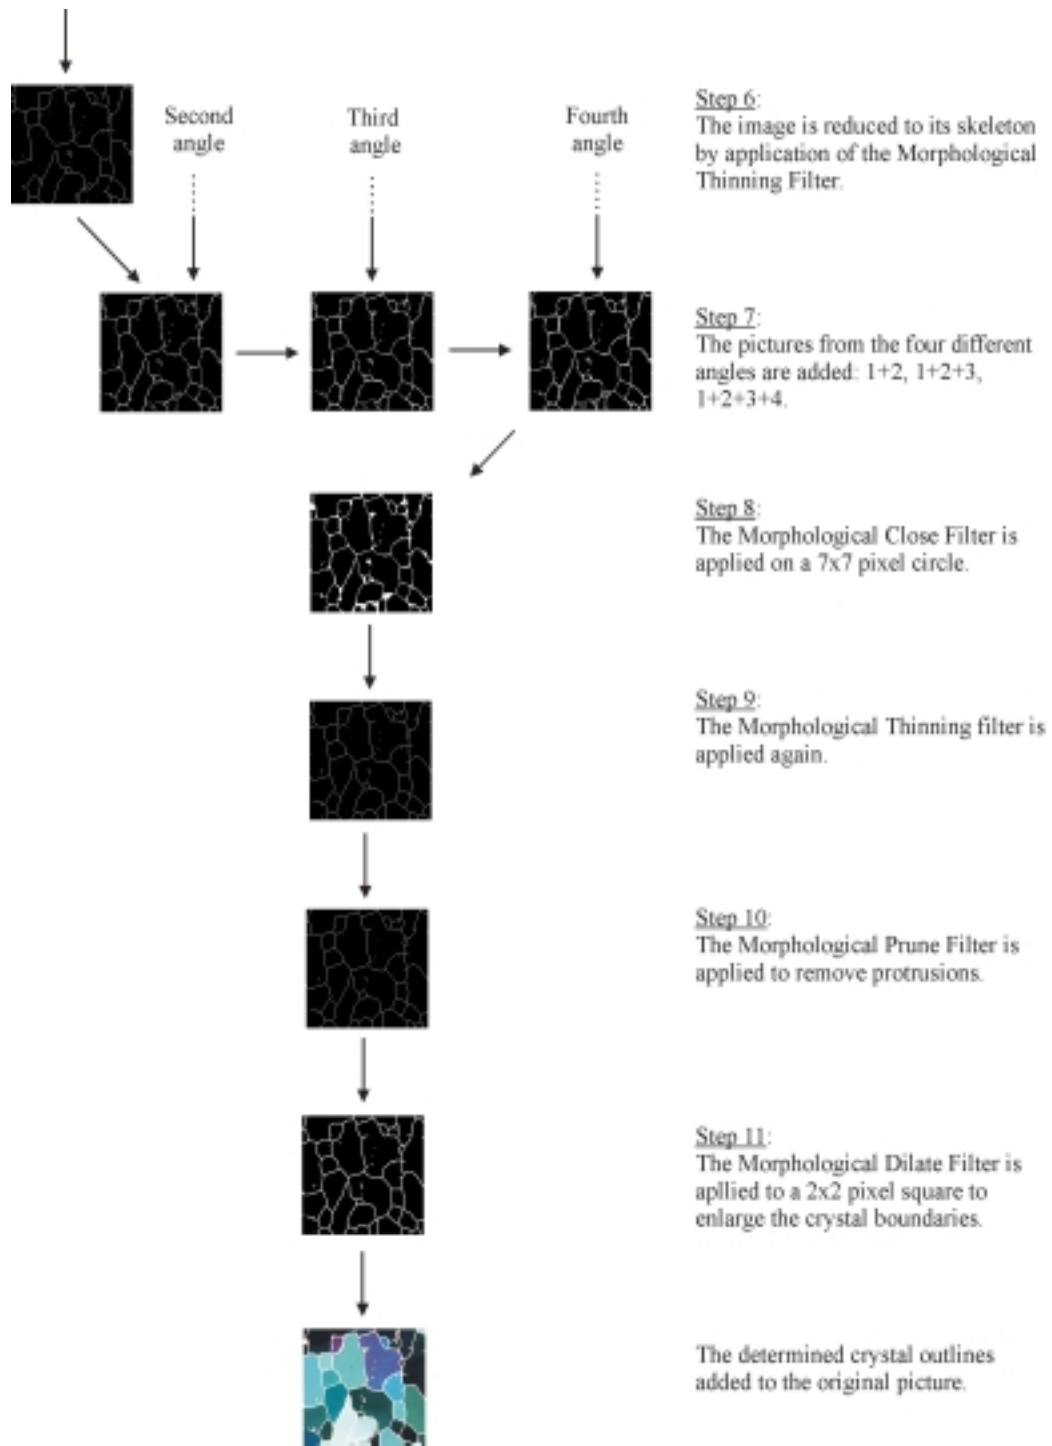 Second
angle
Third
angle
Fourth
angle
Step 6:
The image is reduced to its skeleton
by application of the Morphological
Thinning Filter.
Step 7:
The pictures from the four different
angles are added: 1+2, 1+2+3,
1+2+3+4.
Step 8:
The Morphological Close Filter is
applied on a 7x7 pixel circle.
Step 9:
The Morphological Thinning filter is
applied again.
Step 10:
The Morphological Prune Filter is
applied to remove protrusions.
Step 11:
The Morphological Dilate Filter is
apllied to a 2x2 pixel square to
enlarge the crystal boundaries.
The determined crystal outlines
added to the original picture.